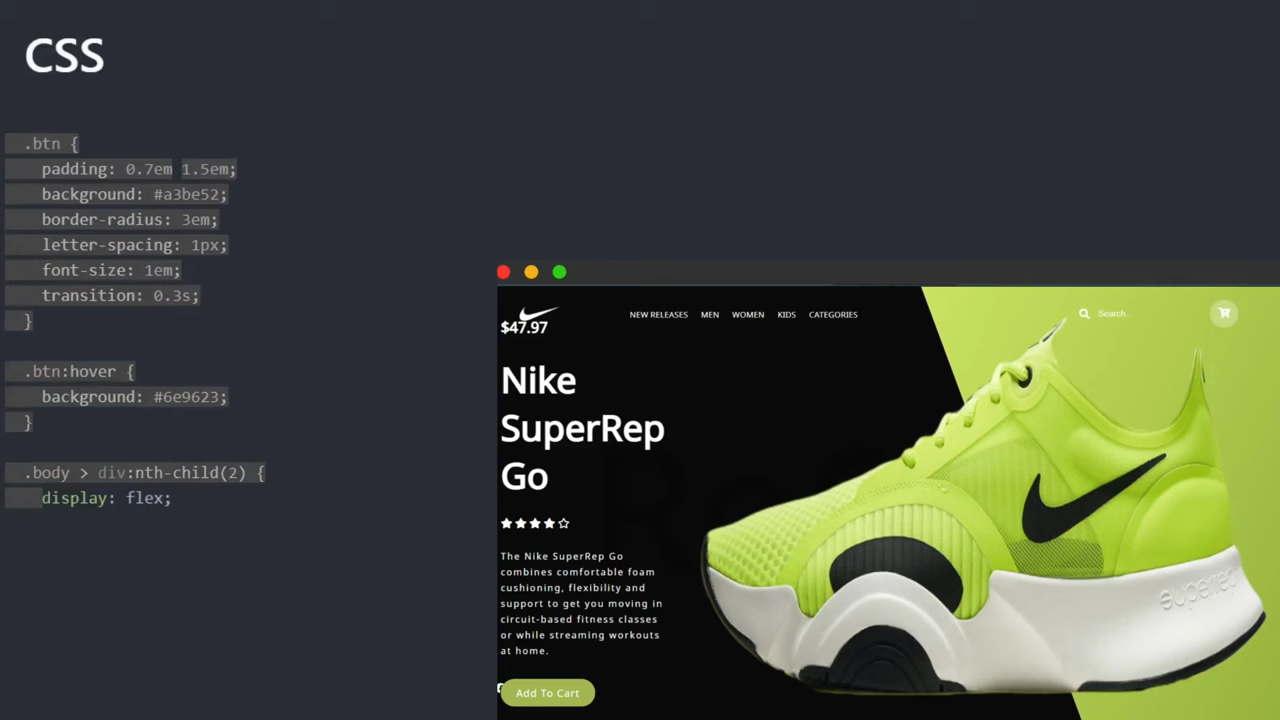 CSS
.btn {
padding: 0.7em 1.5em;
background: #a3be52;
border-radius: 3em;
letter-spacing: 1px;
font-size: 1em;
transition: 0.3s;
}
.btn:hover {
background: #6e9623;
}
.body > div:nth-child(2) {
display: flex;
NEW RELEASES MEN WOMEN KIDS CATEGORIES Search..
$47.97
Nike
SuperRep
Go
The Nike SuperRep Go
combines comfortable foam
cushioning, flexibility and
support to get you moving in
circuit-based fitness classes
or while streaming workouts
at home.
Add To Cart
superrep